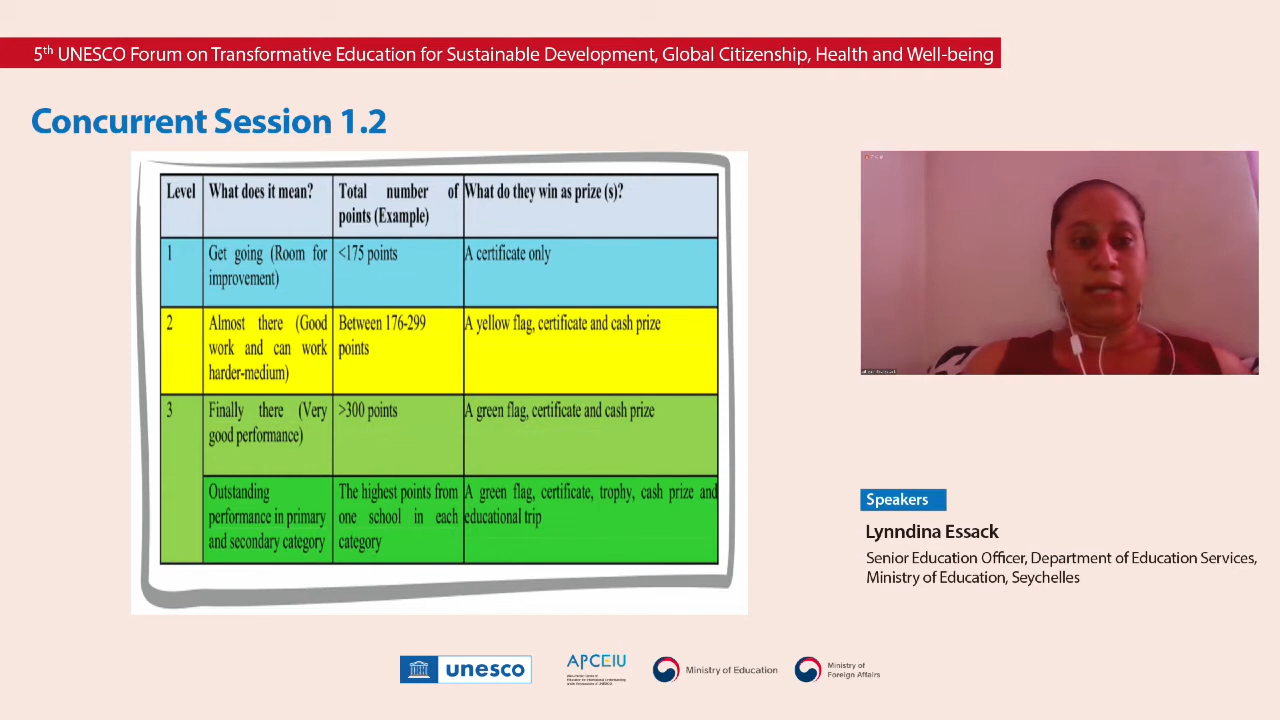 5th UNESCO Forum on Transformative Education for Sustainable Development, Global Citizenship, Health and Well-being
Concurrent Session 1.2
Level
What does it mean?
Total number of
points (Example)
What do they win as prize (s)?
1
Get going (Room for
improvement)
<175 points
A certificate only
2
Almost there (Good
work and can work
harder-medium)
Between 176-299
points
A yellow flag, certificate and cash prize
3
Finally there (Very
good performance)
>300 points
A green flag, certificate and cash prize
Outstanding
performance in primary
and secondary category
The highest points from
one school in each
category
A green flag, certificate, trophy, cash prize and
educational trip
Speakers
Lynndina Essack
Senior Education Officer, Department of Education Services,
Ministry of Education, Seychelles
unesco
APCEIU
Ministry of Education
Ministry of
Foreign Affairs